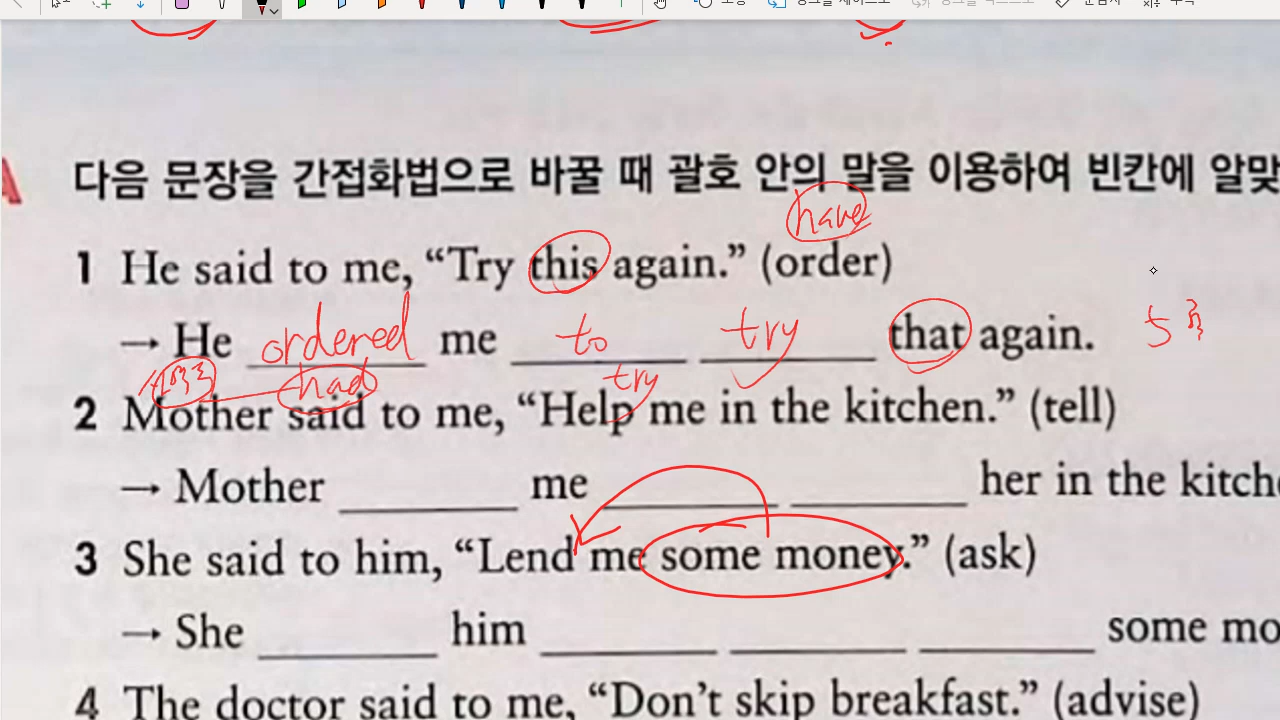 다음 문장을 간접화법으로 바꿀 때 괄호 안의 말을 이용하여 빈칸에 알맞
have
1 He said to me, “Try this again.” (order)
→ He ordered me to try that again. 5형
had try
2 Mother said to me, “Help me in the kitchen.” (tell)
→ Mother me her in the kitche
3 She said to him, “Lend me some money.” (ask)
→ She him some mo
4 The doctor said to me, “Don’t skip breakfast.” (advise)